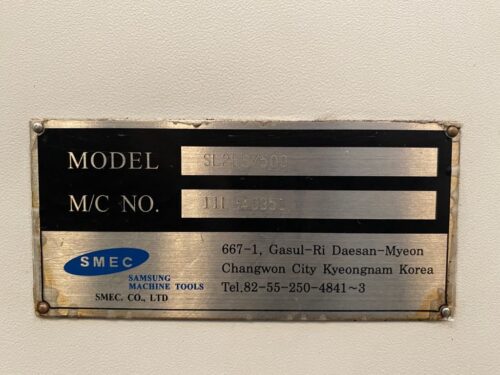 MODEL
M/C NO.
SMEC
SAMSUNG
MACHINE TOOLS
SMEC. CO., LTD
667-1, Gasul-Ri Daesan-Myeon
Changwon City Kyeongnam Korea
Tel.82-55-250-4841~3